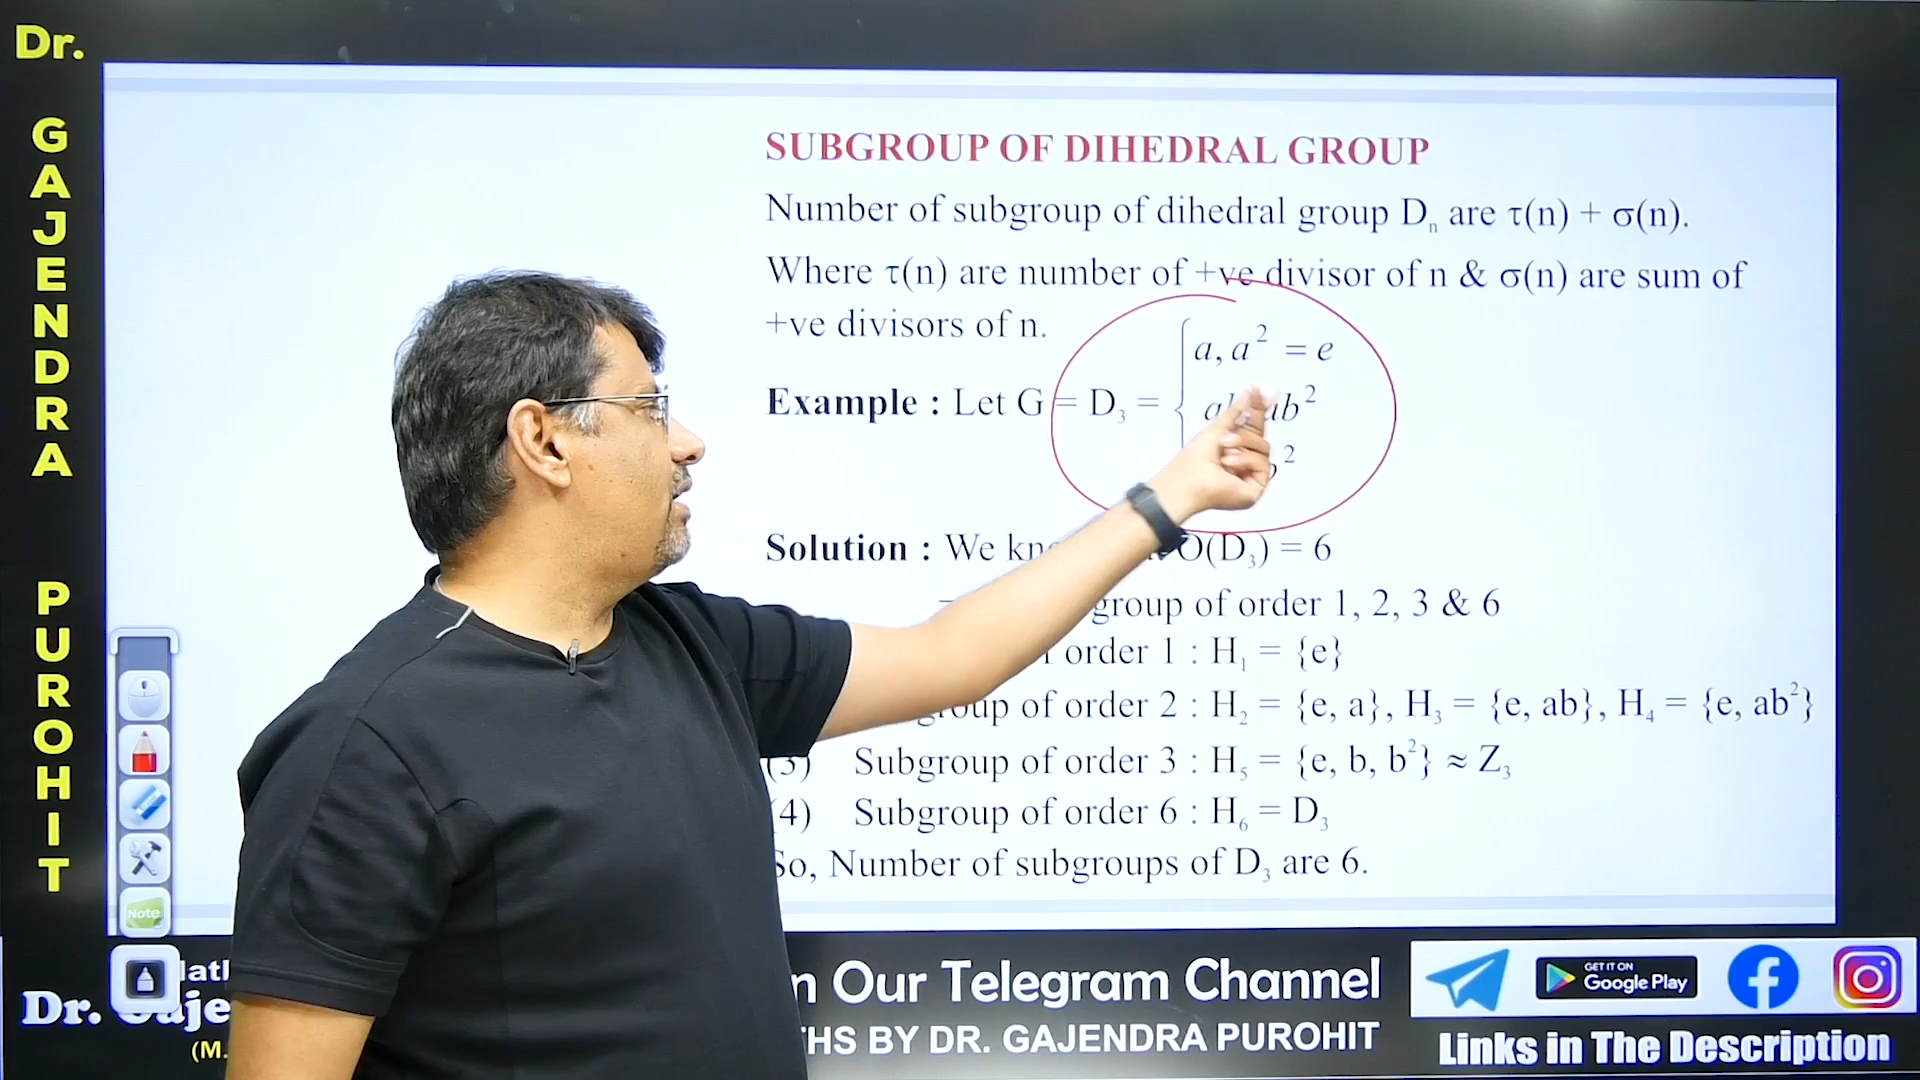 Dr. GAJENDRA PUROHIT
SUBGROUP OF DIHEDRAL GROUP
Number of subgroup of dihedral group Dₙ are τ(n) + σ(n).
Where τ(n) are number of +ve divisor of n & σ(n) are sum of
+ve divisors of n.
a, a² = e
Example : Let G = D₃ =
b²
²
Solution : We O(D₃) = 6
group of order 1, 2, 3 & 6
order 1 : H₁ = {e}
of order 2 : H₂ = {e, a}, H₃ = {e, ab}, H₄ = {e, ab²}
(3) Subgroup of order 3 : H₅ = {e, b, b²} ≈ Z₃
4) Subgroup of order 6 : H₆ = D₃
So, Number of subgroups of D₃ are 6.
Note
Our Telegram Channel
Dr.
(M.
BY DR. GAJENDRA PUROHIT
GET IT ON
Google Play
Links in The Description